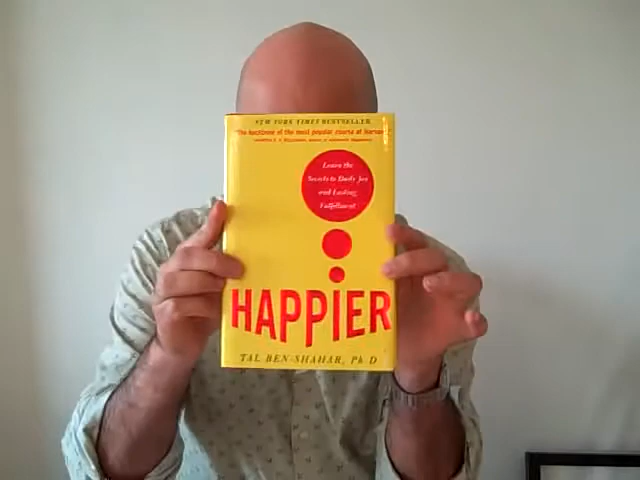 NEW YORK TIMES BESTSELLER
"The backbone of the most popular course at Harvard
Learn the
Secrets to Daily Joy
and Lasting
Fulfillment
HAPPIER
TAL BEN-SHAHAR, Ph D